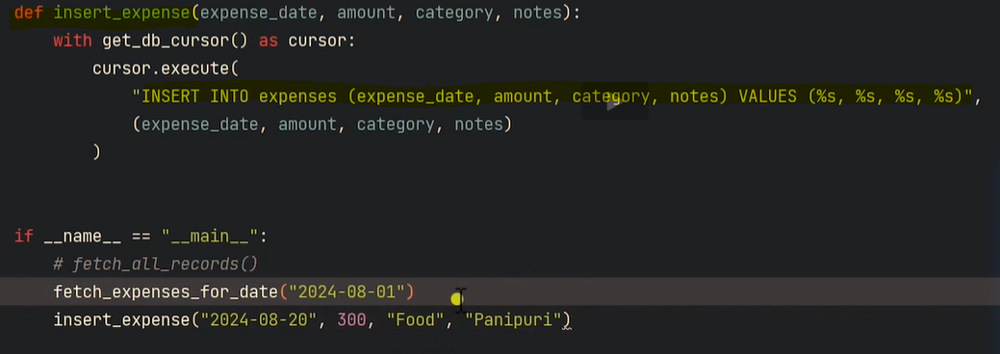 def insert_expense(expense_date, amount, category, notes):
with get_db_cursor() as cursor:
cursor.execute(
"INSERT INTO expenses (expense_date, amount, category, notes) VALUES (%s, %s, %s, %s)",
(expense_date, amount, category, notes)
)
if __name__ == "__main__":
# fetch_all_records()
fetch_expenses_for_date("2024-08-01")
insert_expense("2024-08-20", 300, "Food", "Panipuri")